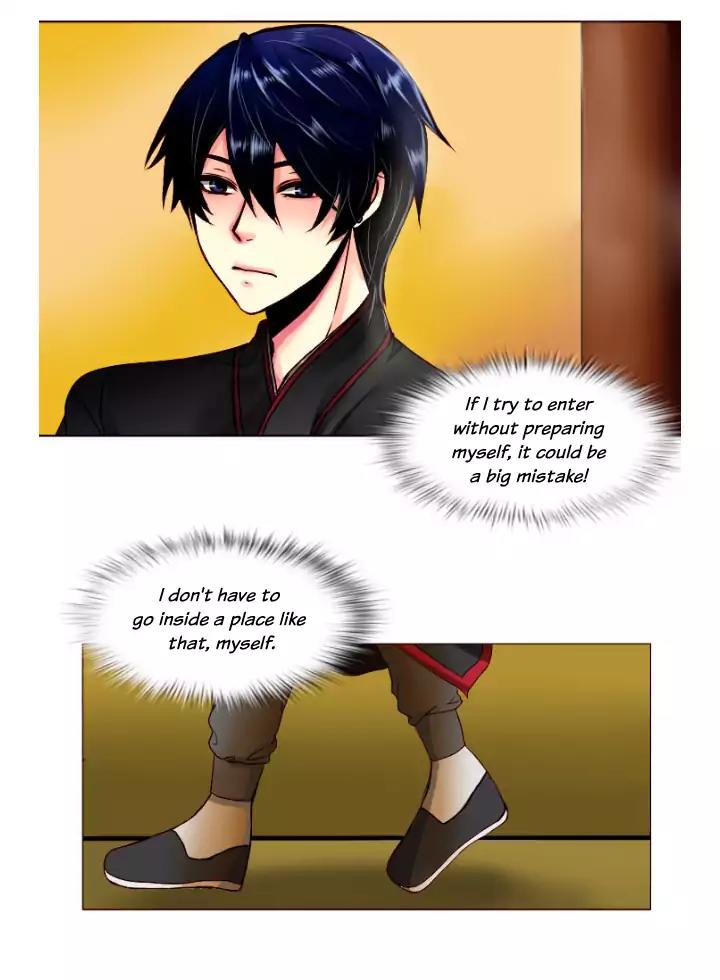 If I try to enter
without preparing
myself, it could be
a big mistake!
I don't have to
go inside a place like
that, myself.